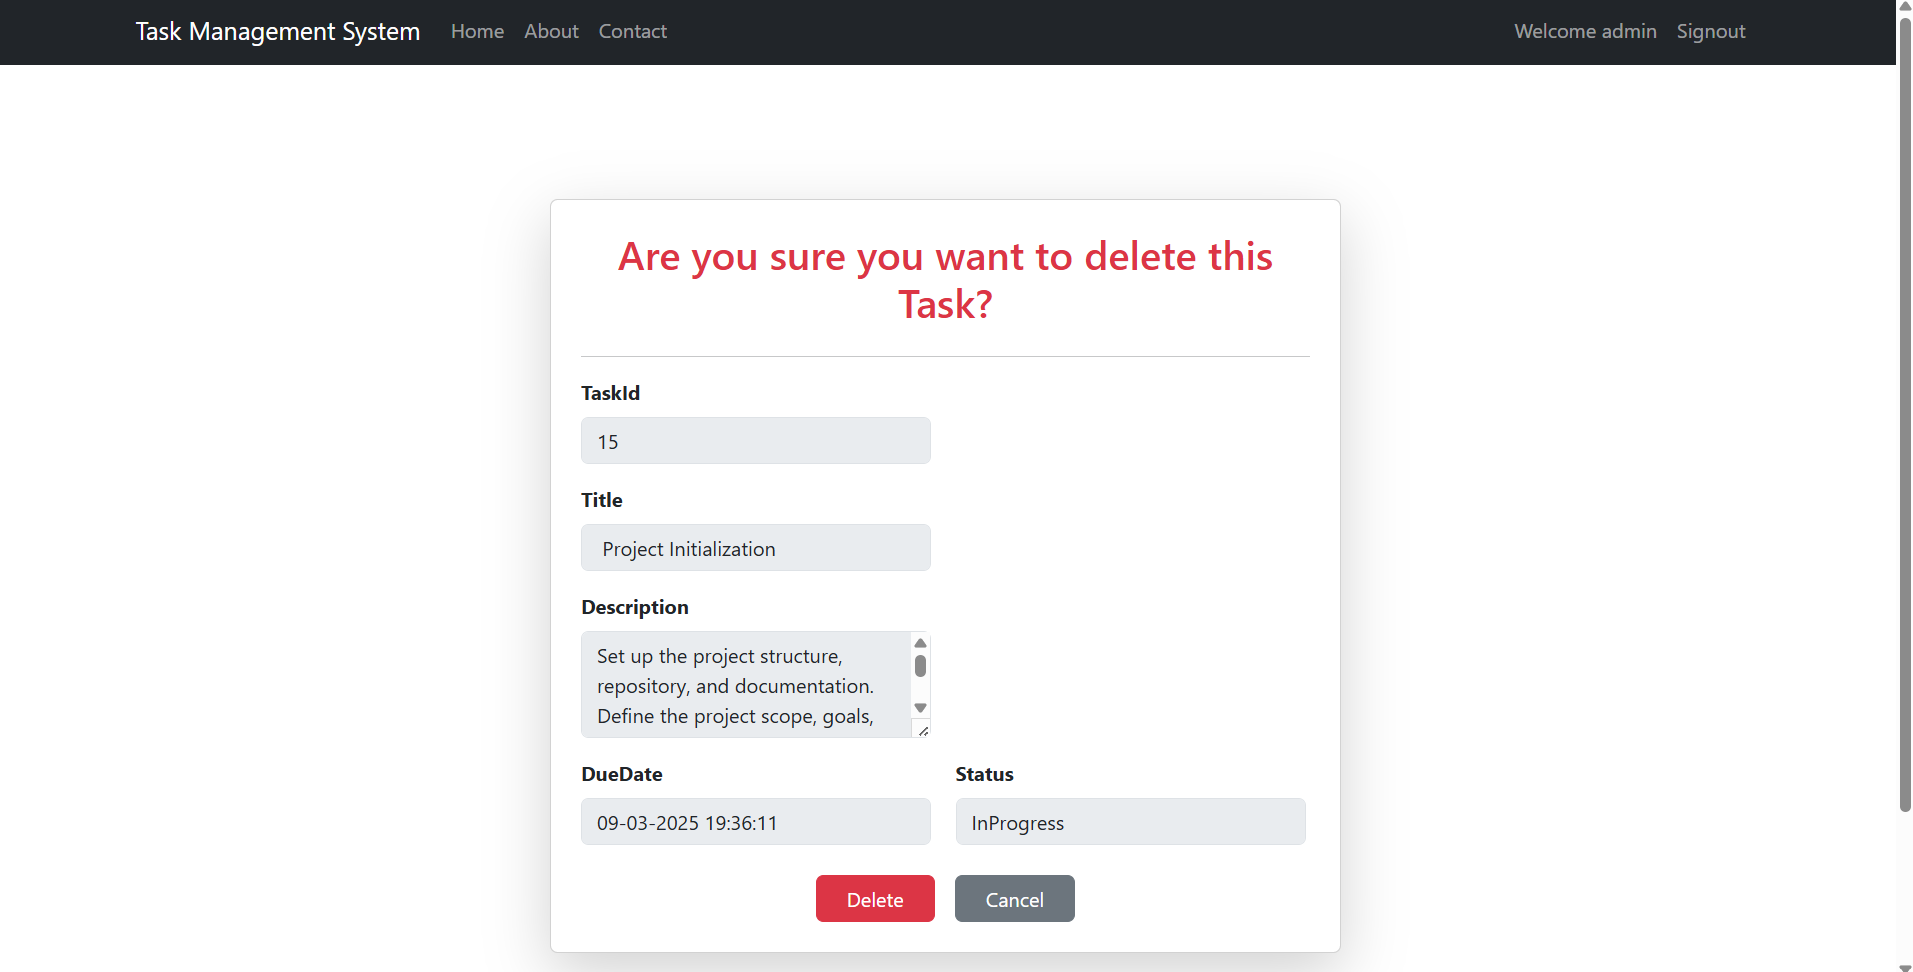 Task Management System Home About Contact Welcome admin Signout
Are you sure you want to delete this
Task?
TaskId
15
Title
Project Initialization
Description
Set up the project structure,
repository, and documentation.
Define the project scope, goals,
DueDate Status
09-03-2025 19:36:11 InProgress
Delete Cancel